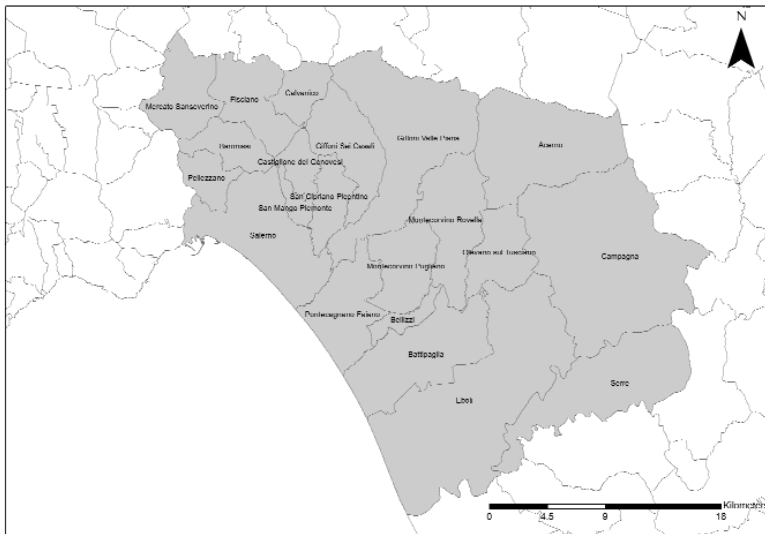 N
Calvanico
Fisciano
Mercato Sanseverino
Giffoni Valle Piana
Acerno
Baronissi
Giffoni Sei Casali
Castiglione del Genovesi
Pellezzano
San Cipriano Picentino
San Mango Piemonte
Montecorvino Rovella
Salerno
Olevano sul Tusciano
Campagna
Montecorvino Pugliano
Pontecagnano Faiano
Bellizzi
Battipaglia
Serre
Eboli
Kilometers
0 4.5 9 18